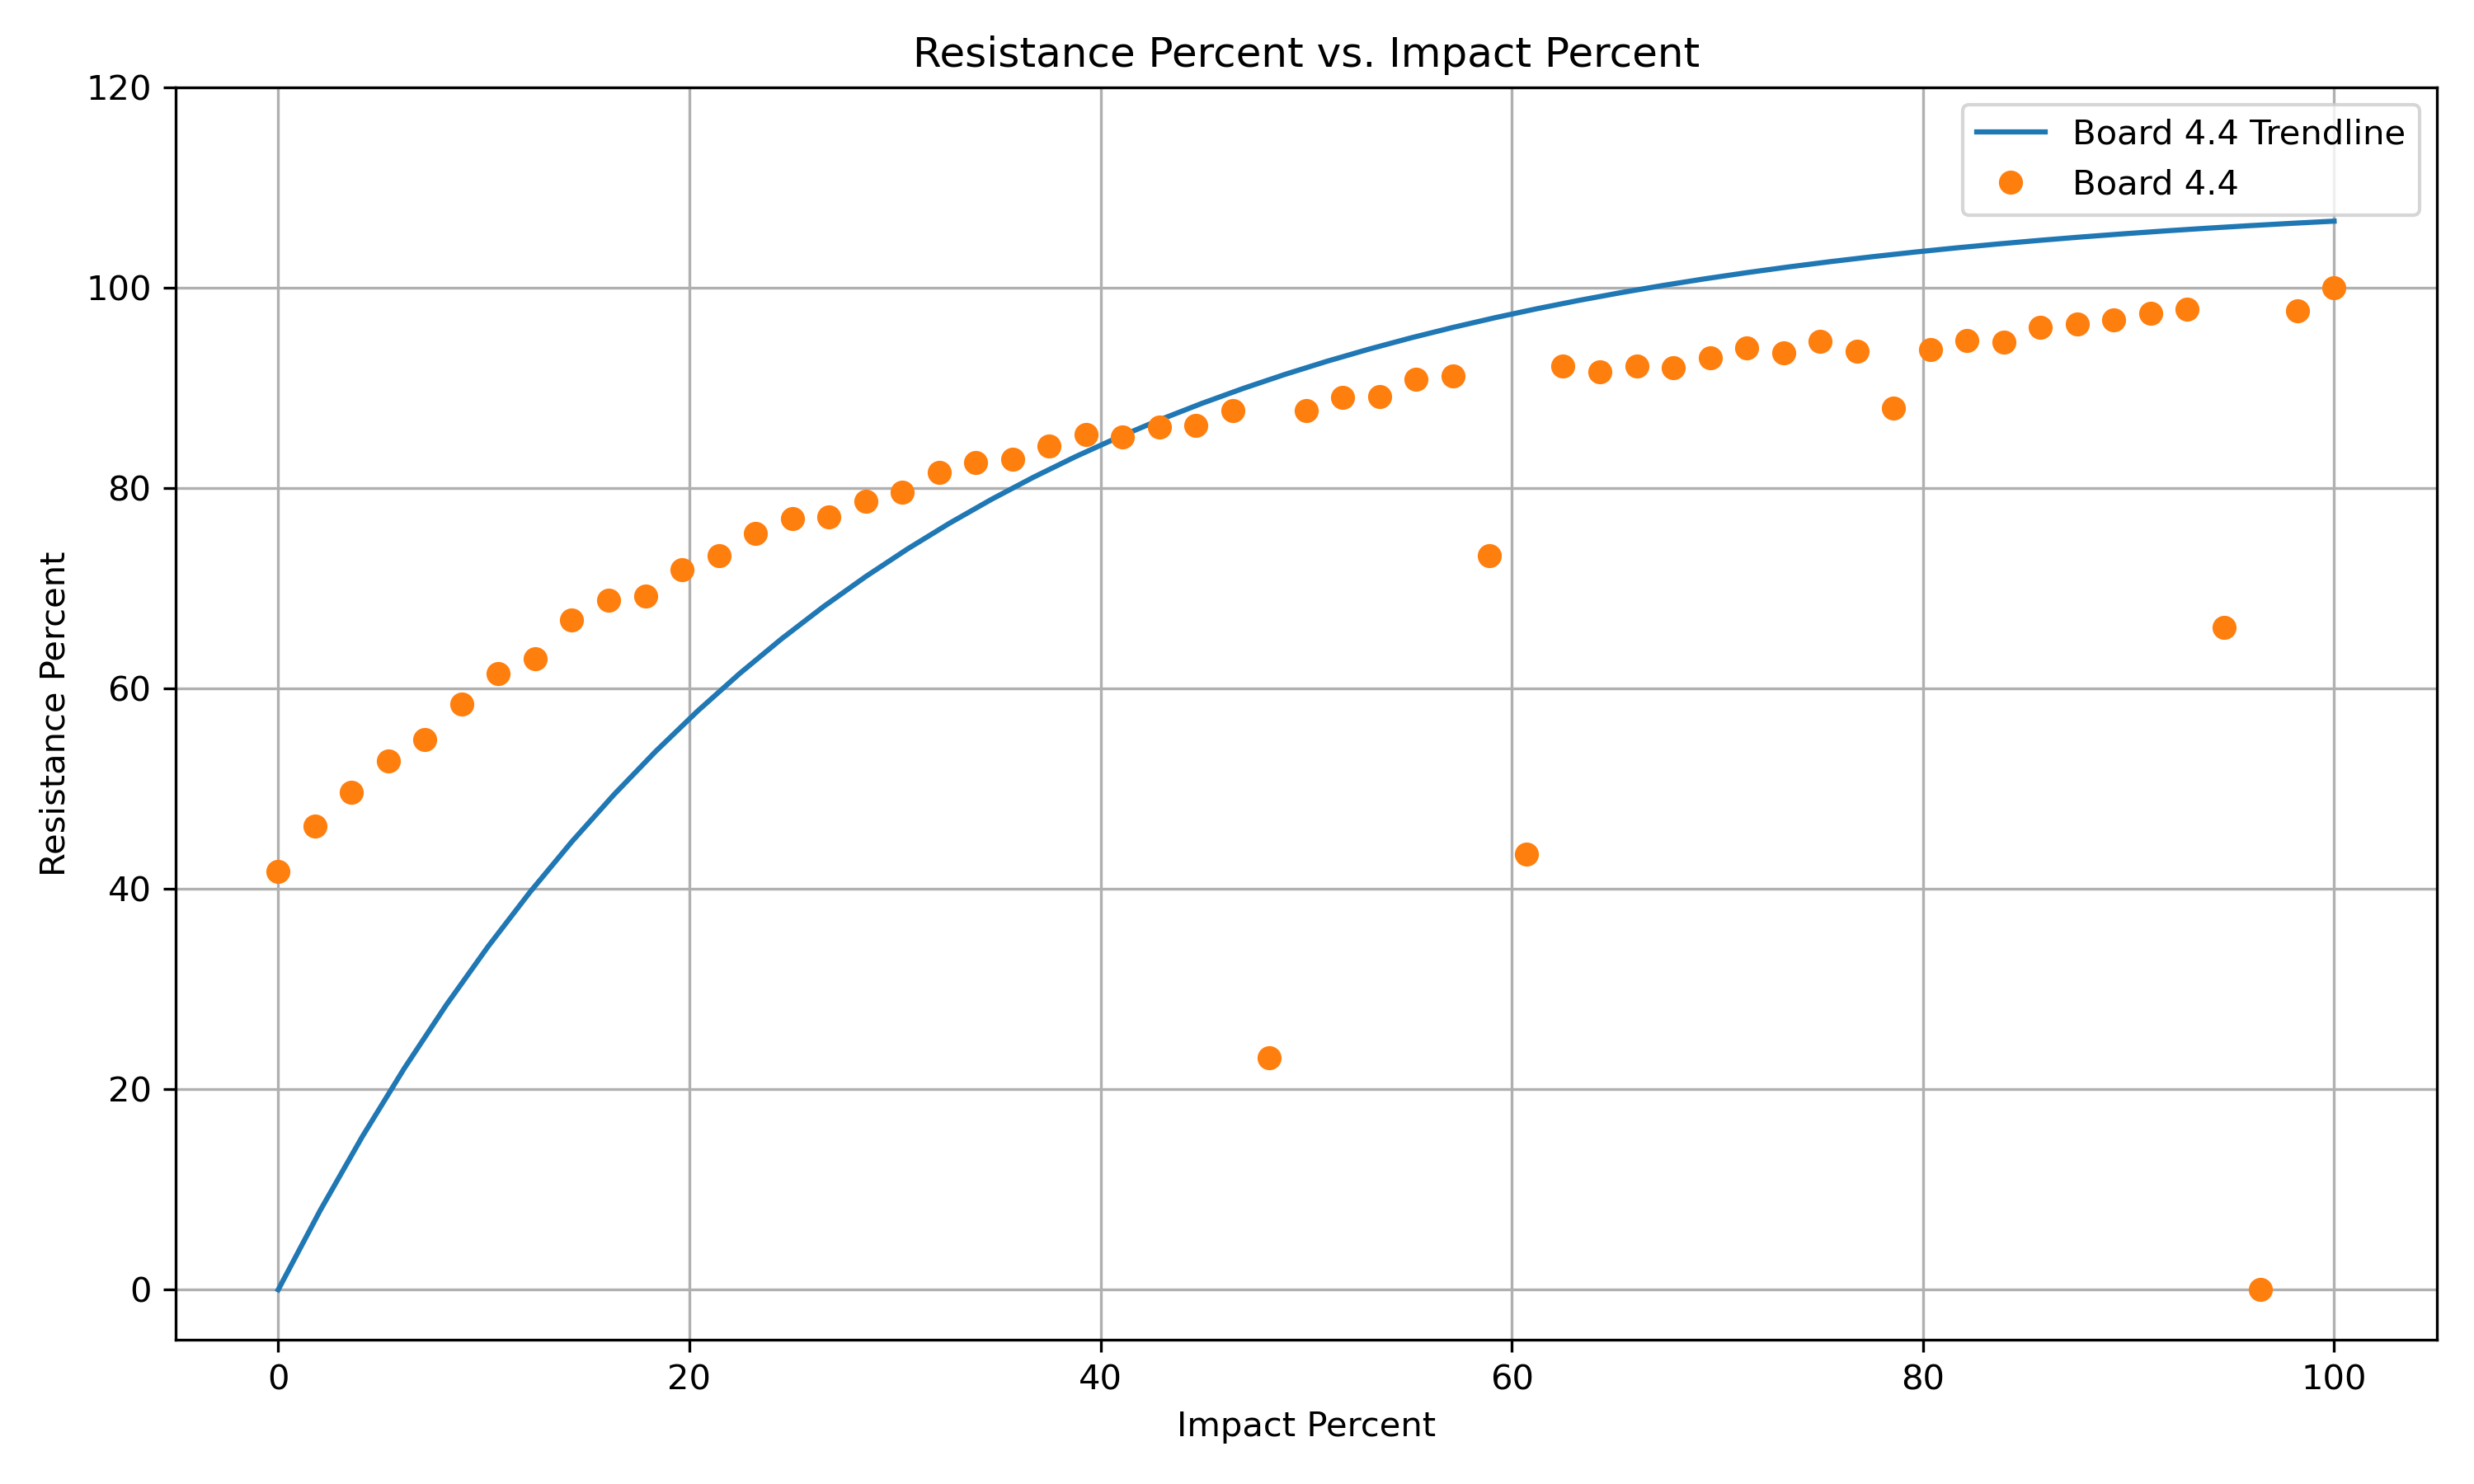 Resistance Percent vs. Impact Percent
Board 4.4 Trendline
Board 4.4
120
100
80
60
40
20
0
Resistance Percent
0 20 40 60 80 100
Impact Percent